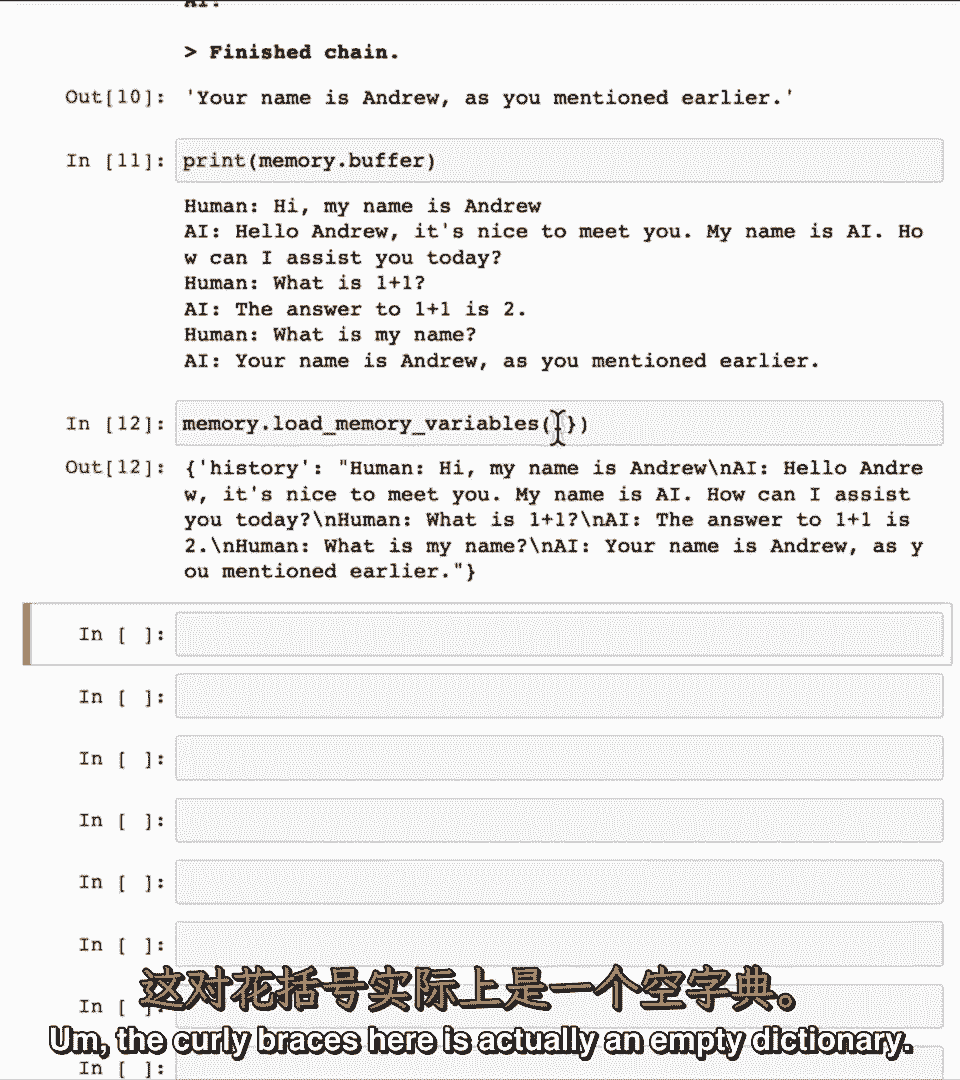 AI:
> Finished chain.
Out[10]: 'Your name is Andrew, as you mentioned earlier.'
In [11]: print(memory.buffer)
Human: Hi, my name is Andrew
AI: Hello Andrew, it's nice to meet you. My name is AI. Ho
w can I assist you today?
Human: What is 1+1?
AI: The answer to 1+1 is 2.
Human: What is my name?
AI: Your name is Andrew, as you mentioned earlier.
In [12]: memory.load_memory_variables({})
Out[12]: {'history': "Human: Hi, my name is Andrew\nAI: Hello Andre
w, it's nice to meet you. My name is AI. How can I assist
you today?\nHuman: What is 1+1?\nAI: The answer to 1+1 is
2.\nHuman: What is my name?\nAI: Your name is Andrew, as y
ou mentioned earlier."}
In [ ]:
In [ ]:
In [ ]:
In [ ]:
In [ ]:
In [ ]:
这对花括号实际上是一个空字典。
In [ ]:
Um, the curly braces here is actually an empty dictionary.
In [ ]: